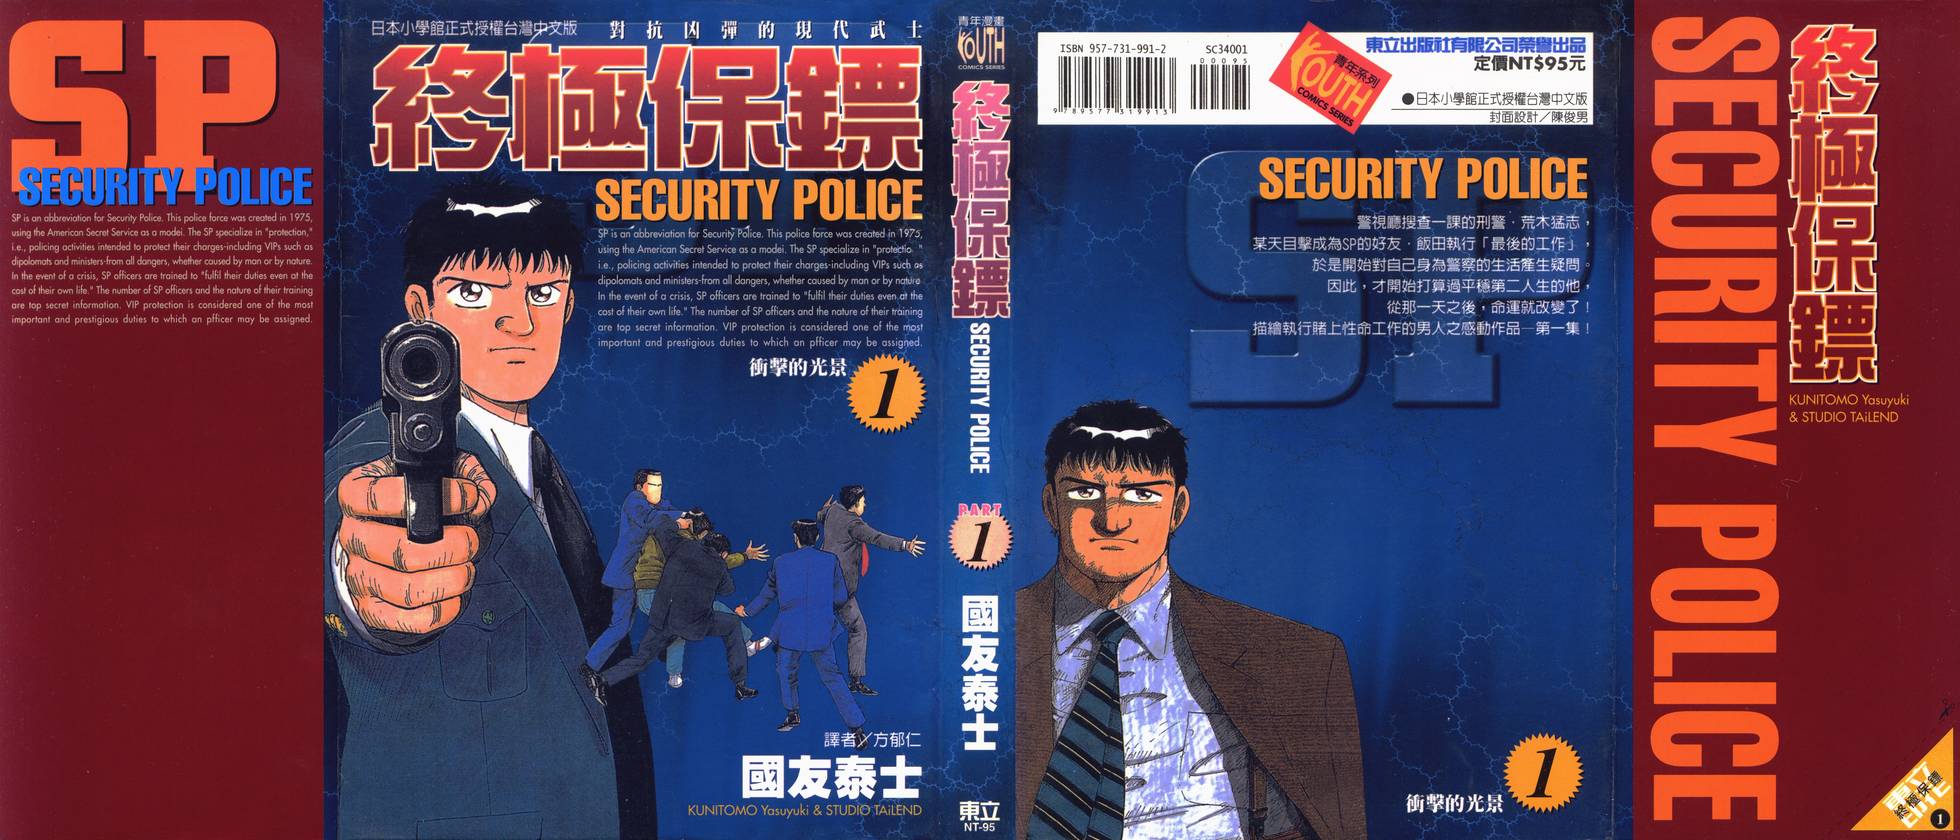 SP
SECURITY POLICE
SP is an abbreviation for Security Police. This police force was created in 1975,
using the American Secret Service as a modei. The SP specialize in "protection,"
i.e., policing activities intended to protect their charges-including VIPs such as
dipolomats and ministers-from all dangers, whether caused by man or by nature.
In the event of a crisis, SP officers are trained to "fulfil their duties even at the
cost of their own life." The number of SP officers and the nature of their training
are top secret information. VIP protection is considered one of the most
important and prestigious duties to which an pfficer may be assigned.
日本小學館正式授權台灣中文版
對抗凶彈的現代武士
終極保鏢
SECURITY POLICE
SP is an abbreviation for Security Police. This police force was created in 1975,
using the American Secret Service as a modei. The SP specialize in "protectio "
i.e., policing activities intended to protect their charges-including VIPs such as
dipolomats and ministers-from all dangers, whether caused by man or by nature
In the event of a crisis, SP officers are trained to "fulfil their duties even at the
cost of their own life." The number of SP officers and the nature of their training
are top secret information. VIP protection is considered one of the most
important and prestigious duties to which an pfficer may be assigned.
衝擊的光景
1
譯者／方郁仁
國友泰士
KUNITOMO Yasuyuki & STUDIO TAiLEND
青年漫畫
YOUTH
COMICS SERIES
終極保鏢
SECURITY POLICE
PART
1
國友泰士
東立
NT-95
ISBN 957-731-991-2
SC34001
00095
9789577319913
青年系列
YOUTH
COMICS SERIES
東立出版社有限公司榮譽出品
定價NT$95元
●日本小學館正式授權台灣中文版
封面設計／陳俊男
SP
SECURITY POLICE
警視廳搜查一課的刑警．荒木猛志，
某天目擊成為SP的好友．飯田執行「最後的工作」，
於是開始對自己身為警察的生活產生疑問。
因此，才開始打算過平穩第二人生的他，
從那一天之後，命運就改變了！
描繪執行賭上性命工作的男人之感動作品—第一集！
衝擊的光景
1
SECURITY POLICE
終極保鏢
KUNITOMO Yasuyuki
& STUDIO TAiLEND
東立
終極保鏢
1